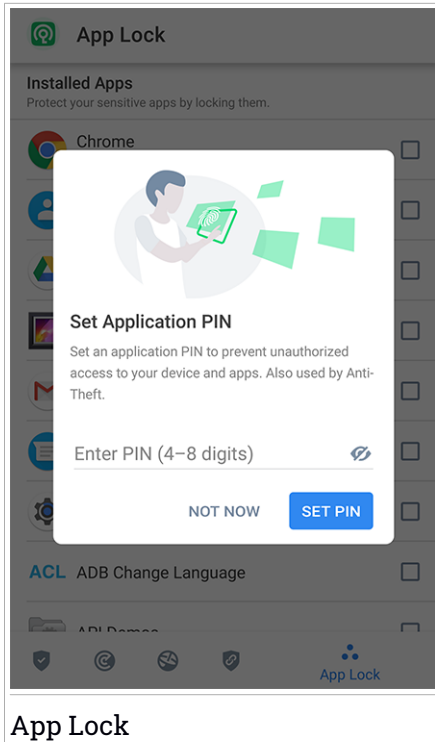 App Lock
Installed Apps
Protect your sensitive apps by locking them.
Chrome
Set Application PIN
Set an application PIN to prevent unauthorized
access to your device and apps. Also used by Anti-
Theft.
Enter PIN (4–8 digits)
NOT NOW
SET PIN
ACL ADB Change Language
API Demos
App Lock
App Lock